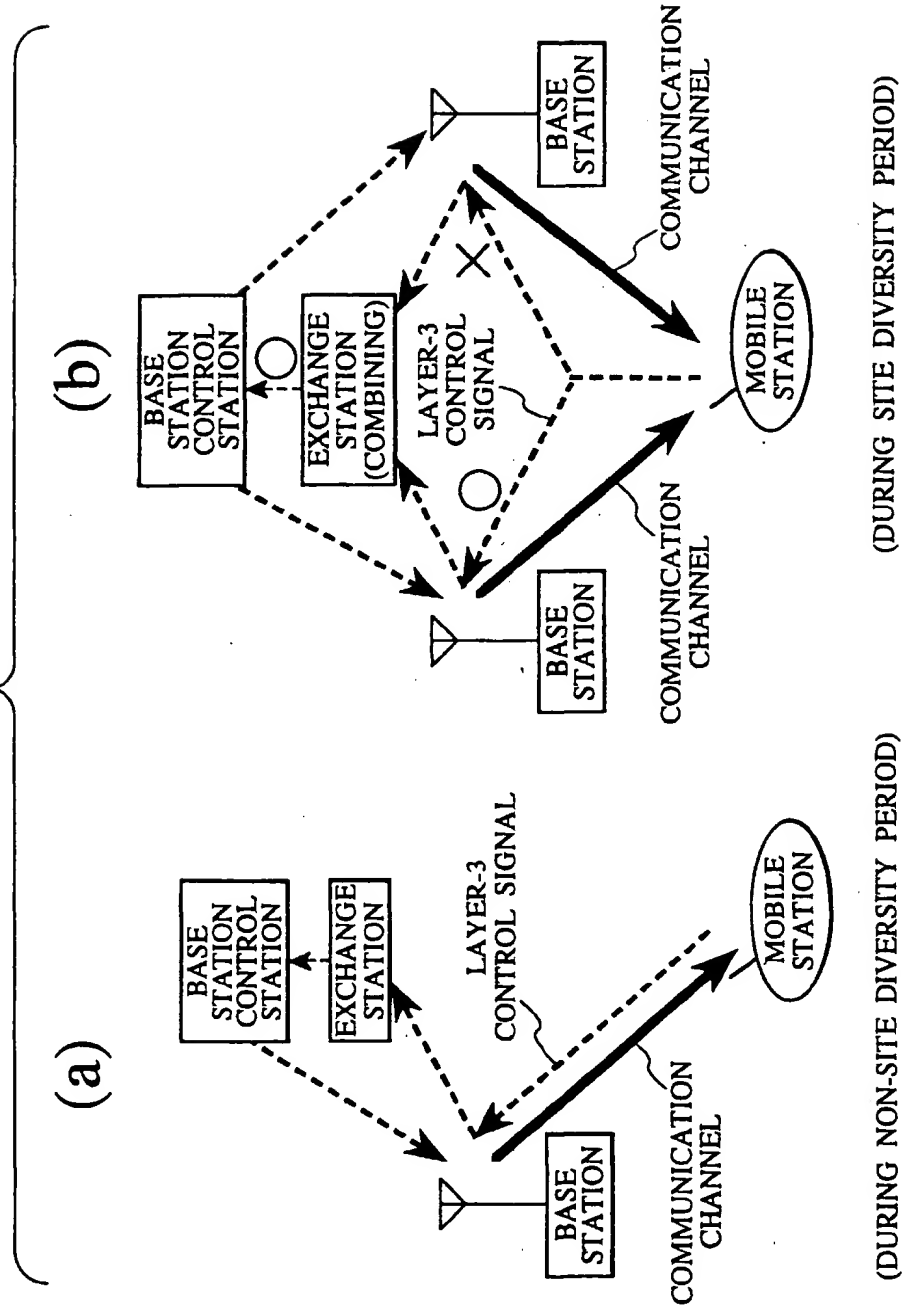 (a)
BASE
STATION
CONTROL
STATION
EXCHANGE
STATION
LAYER-3
CONTROL SIGNAL
BASE
STATION
COMMUNICATION
CHANNEL
MOBILE
STATION
(DURING NON-SITE DIVERSITY PERIOD)
(b)
BASE
STATION
CONTROL
STATION
EXCHANGE
STATION
(COMBINING)
LAYER-3
CONTROL
SIGNAL
BASE
STATION
BASE
STATION
COMMUNICATION
CHANNEL
COMMUNICATION
CHANNEL
MOBILE
STATION
(DURING SITE DIVERSITY PERIOD)